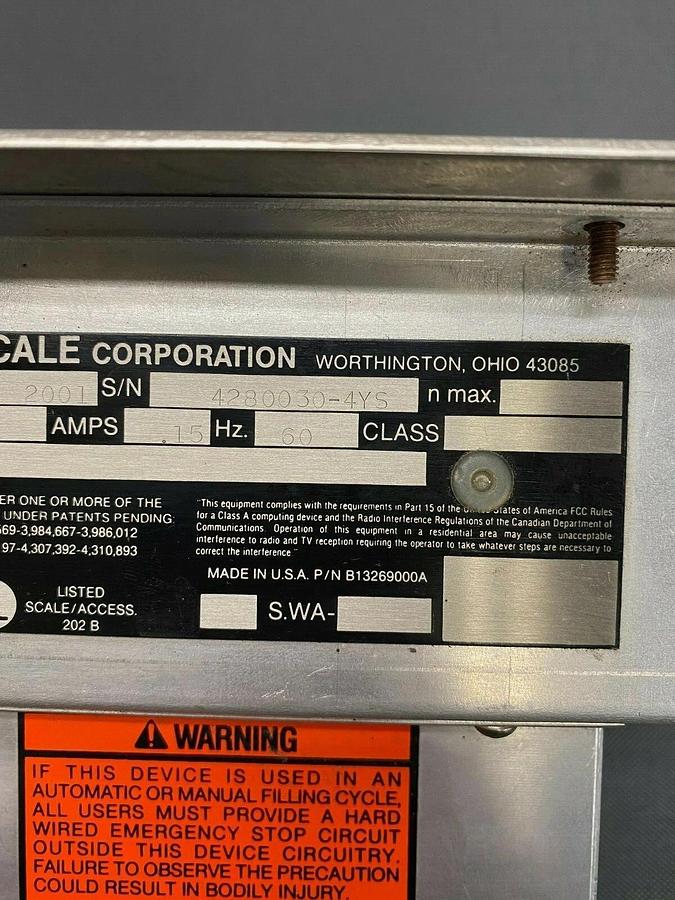 CALE CORPORATION WORTHINGTON, OHIO 43085
2001 S/N 4280030-4YS n max.
AMPS .15 Hz. 60 CLASS
ER ONE OR MORE OF THE
UNDER PATENTS PENDING
569-3,984,667-3,986,012
97-4,307,392-4,310,893
"This equipment complies with the requirements in Part 15 of the United States of America FCC Rules
for a Class A computing device and the Radio Interference Regulations of the Canadian Department of
Communications. Operation of this equipment in a residential area may cause unacceptable
interference to radio and TV reception requiring the operator to take whatever steps are necessary to
correct the interference."
MADE IN U.S.A. P/N B13269000A
LISTED
SCALE/ACCESS.
202 B
S.WA-
WARNING
IF THIS DEVICE IS USED IN AN
AUTOMATIC OR MANUAL FILLING CYCLE,
ALL USERS MUST PROVIDE A HARD
WIRED EMERGENCY STOP CIRCUIT
OUTSIDE THIS DEVICE CIRCUITRY.
FAILURE TO OBSERVE THE PRECAUTION
COULD RESULT IN BODILY INJURY.